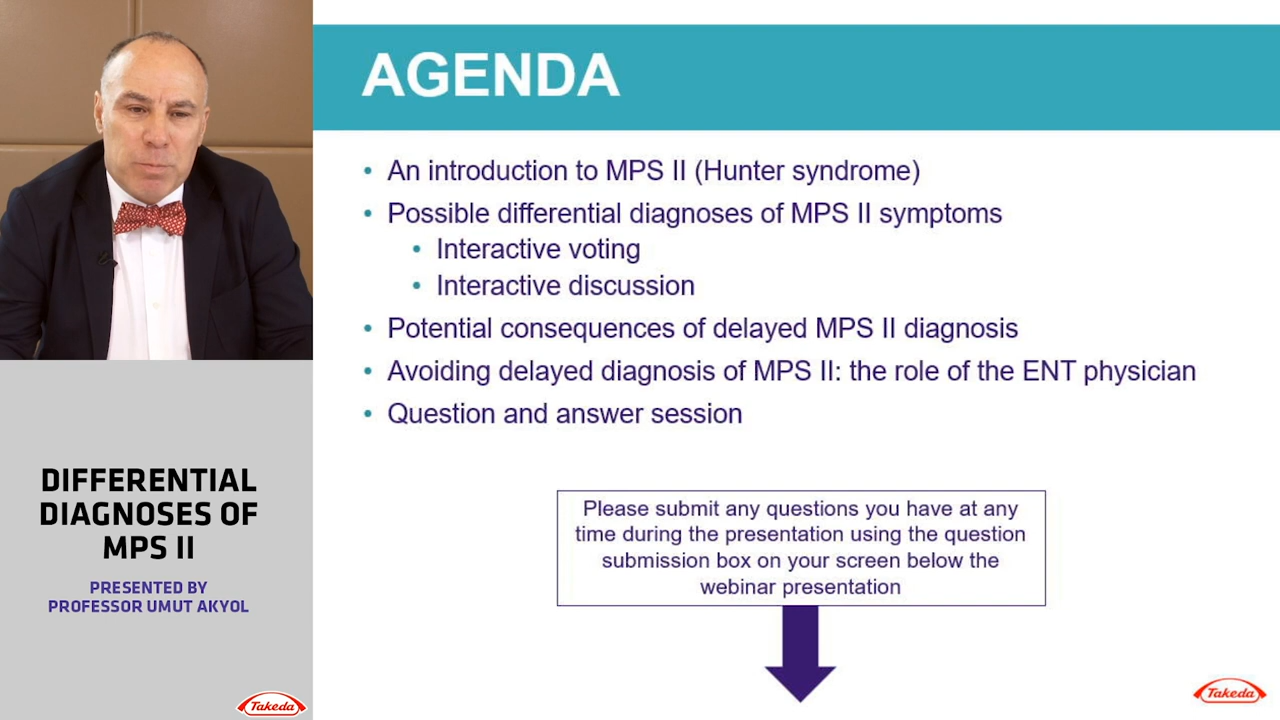 AGENDA
• An introduction to MPS II (Hunter syndrome)
• Possible differential diagnoses of MPS II symptoms
• Interactive voting
• Interactive discussion
• Potential consequences of delayed MPS II diagnosis
• Avoiding delayed diagnosis of MPS II: the role of the ENT physician
• Question and answer session
Please submit any questions you have at any
time during the presentation using the question
submission box on your screen below the
webinar presentation
DIFFERENTIAL
DIAGNOSES OF
MPS II
PRESENTED BY
PROFESSOR UMUT AKYOL
Takeda
Takeda